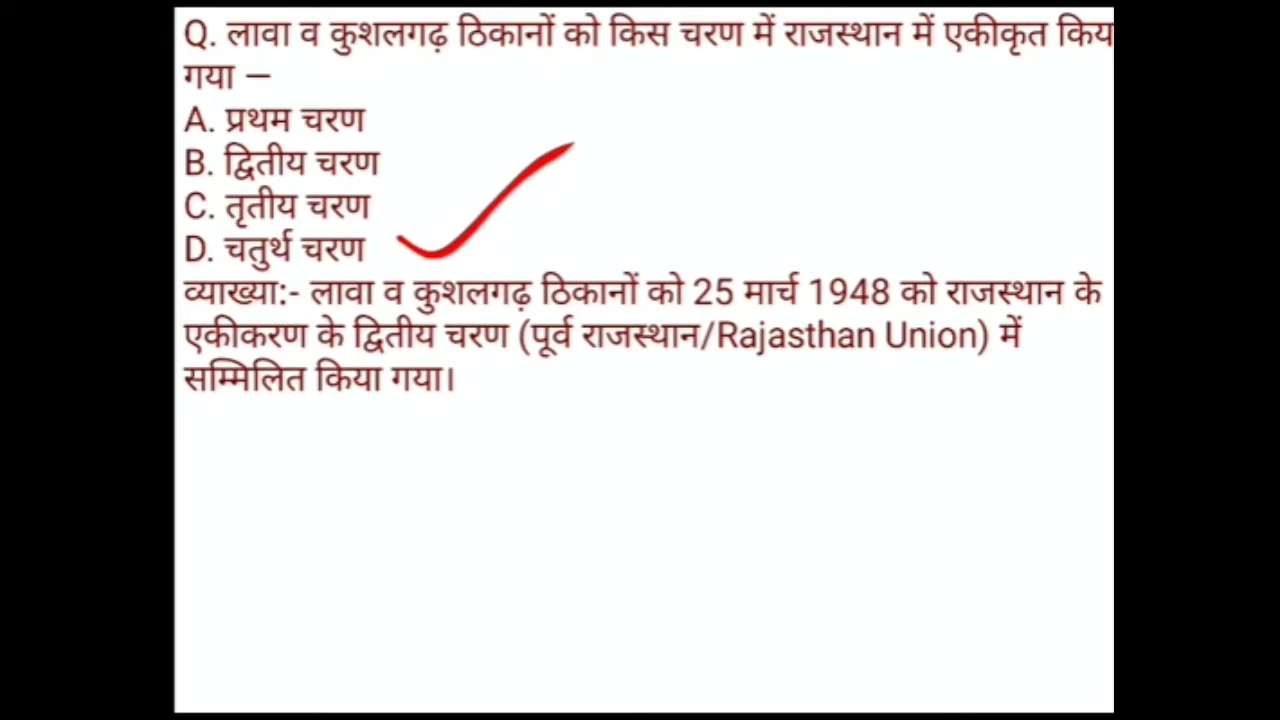 Q. लावा व कुशलगढ़ ठिकानों को किस चरण में राजस्थान में एकीकृत किय
गया —
A. प्रथम चरण
B. द्वितीय चरण
C. तृतीय चरण
D. चतुर्थ चरण
व्याख्या:- लावा व कुशलगढ़ ठिकानों को 25 मार्च 1948 को राजस्थान के
एकीकरण के द्वितीय चरण (पूर्व राजस्थान/Rajasthan Union) में
सम्मिलित किया गया।